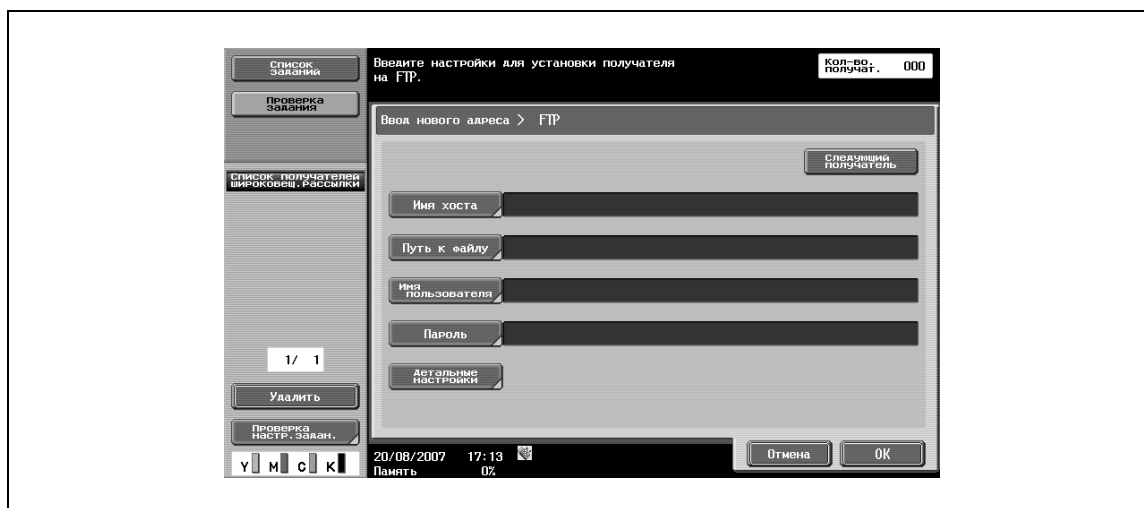 Список
заданий
Проверка
задания
Список получателей
широковещ.рассылки
1/ 1
Удалить
Проверка
настр.задан.
Y M C K
Введите настройки для установки получателя
на FTP.
Кол-во.
получат. 000
Ввод нового адреса > FTP
Следующий
получатель
Имя хоста
Путь к файлу
Имя
пользователя
Пароль
Детальные
настройки
20/08/2007 17:13
Память 0%
Отмена
OK